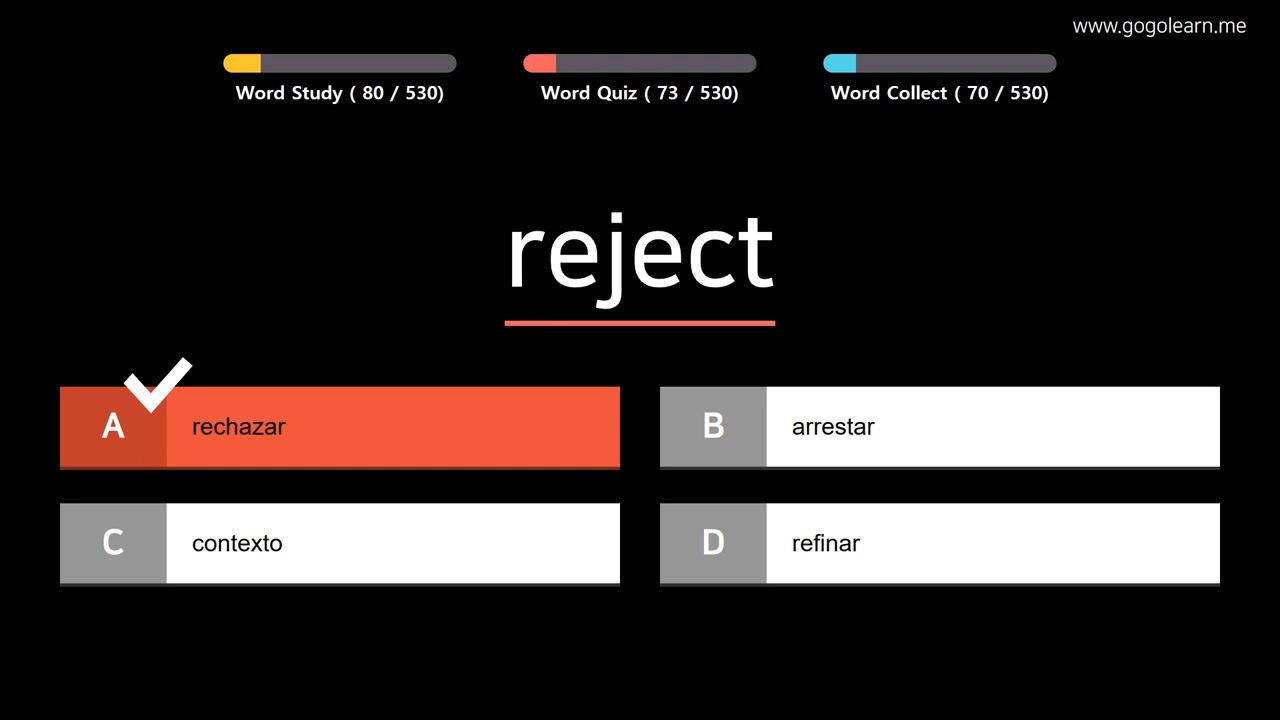 www.gogolearn.me
Word Study ( 80 / 530)
Word Quiz ( 73 / 530)
Word Collect ( 70 / 530)
reject
A rechazar
B arrestar
C contexto
D refinar